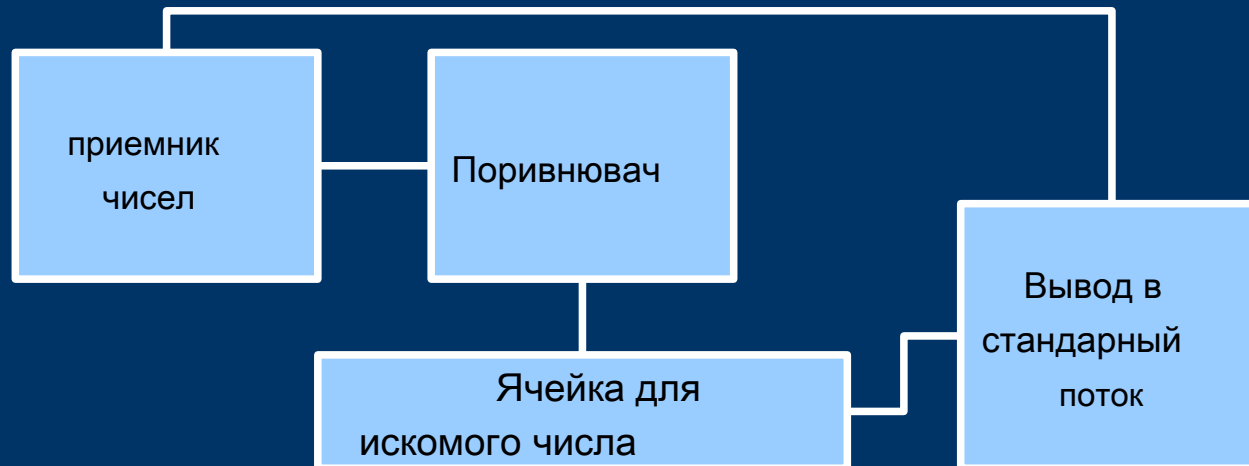 приемник
чисел
Поривнювач
Вывод в
стандарный
поток
Ячейка для
искомого числа